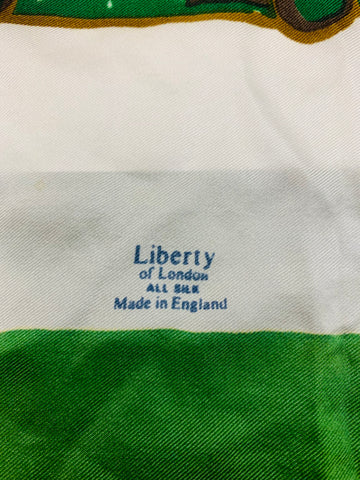 Liberty
of London
ALL SILK
Made in England